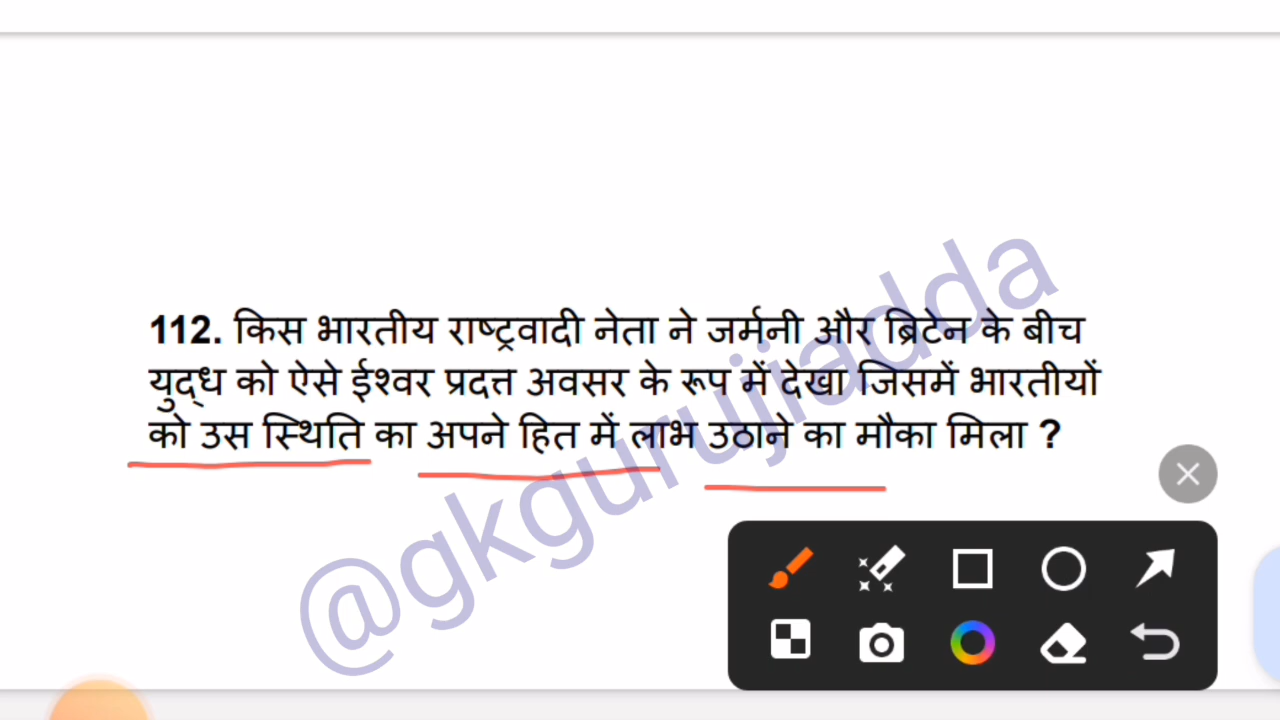 112. किस भारतीय राष्ट्रवादी नेता ने जर्मनी और ब्रिटेन के बीच
युद्ध को ऐसे ईश्वर प्रदत्त अवसर के रूप में देखा जिसमें भारतीयों
को उस स्थिति का अपने हित में लाभ उठाने का मौका मिला ?
@gkgurujiadda